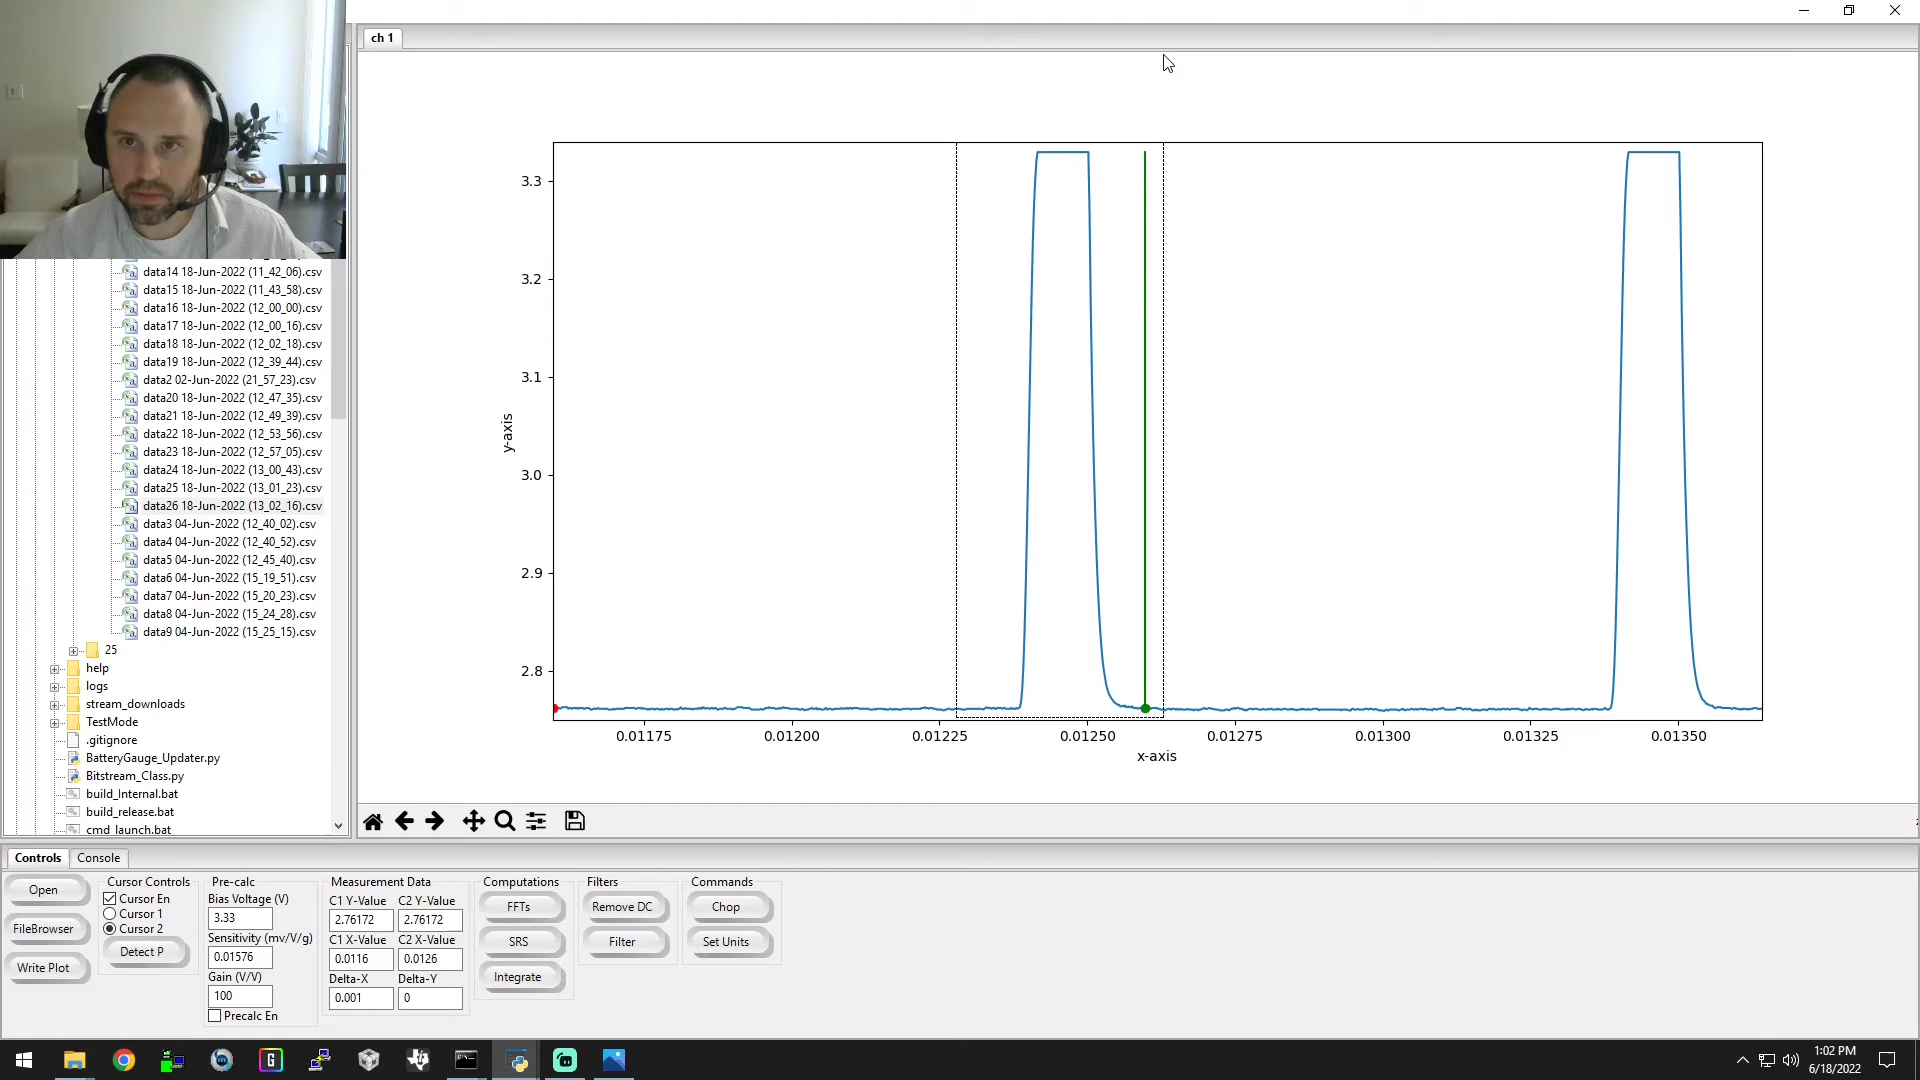 ch 1
3.3
3.2
3.1
3.0
2.9
2.8
y-axis
0.01175
0.01200
0.01225
0.01250
0.01275
0.01300
0.01325
0.01350
x-axis
data14 18-Jun-2022 (11_42_06).csv
data15 18-Jun-2022 (11_43_58).csv
data16 18-Jun-2022 (12_00_00).csv
data17 18-Jun-2022 (12_00_16).csv
data18 18-Jun-2022 (12_02_18).csv
data19 18-Jun-2022 (12_39_44).csv
data2 02-Jun-2022 (21_57_23).csv
data20 18-Jun-2022 (12_47_35).csv
data21 18-Jun-2022 (12_49_39).csv
data22 18-Jun-2022 (12_53_56).csv
data23 18-Jun-2022 (12_57_05).csv
data24 18-Jun-2022 (13_00_43).csv
data25 18-Jun-2022 (13_01_23).csv
data26 18-Jun-2022 (13_02_16).csv
data3 04-Jun-2022 (12_40_02).csv
data4 04-Jun-2022 (12_40_52).csv
data5 04-Jun-2022 (12_45_40).csv
data6 04-Jun-2022 (15_19_51).csv
data7 04-Jun-2022 (15_20_23).csv
data8 04-Jun-2022 (15_24_28).csv
data9 04-Jun-2022 (15_25_15).csv
25
help
logs
stream_downloads
TestMode
.gitignore
BatteryGauge_Updater.py
Bitstream_Class.py
build_Internal.bat
build_release.bat
cmd_launch.bat
Controls
Console
Open
FileBrowser
Write Plot
Cursor Controls
Cursor En
Cursor 1
Cursor 2
Detect P
Pre-calc
Bias Voltage (V)
3.33
Sensitivity (mv/V/g)
0.01576
Gain (V/V)
100
Precalc En
Measurement Data
C1 Y-Value C2 Y-Value
2.76172 2.76172
C1 X-Value C2 X-Value
0.0116 0.0126
Delta-X Delta-Y
0.001 0
Computations
FFTs
SRS
Integrate
Filters
Remove DC
Filter
Commands
Chop
Set Units
G
1:02 PM
6/18/2022